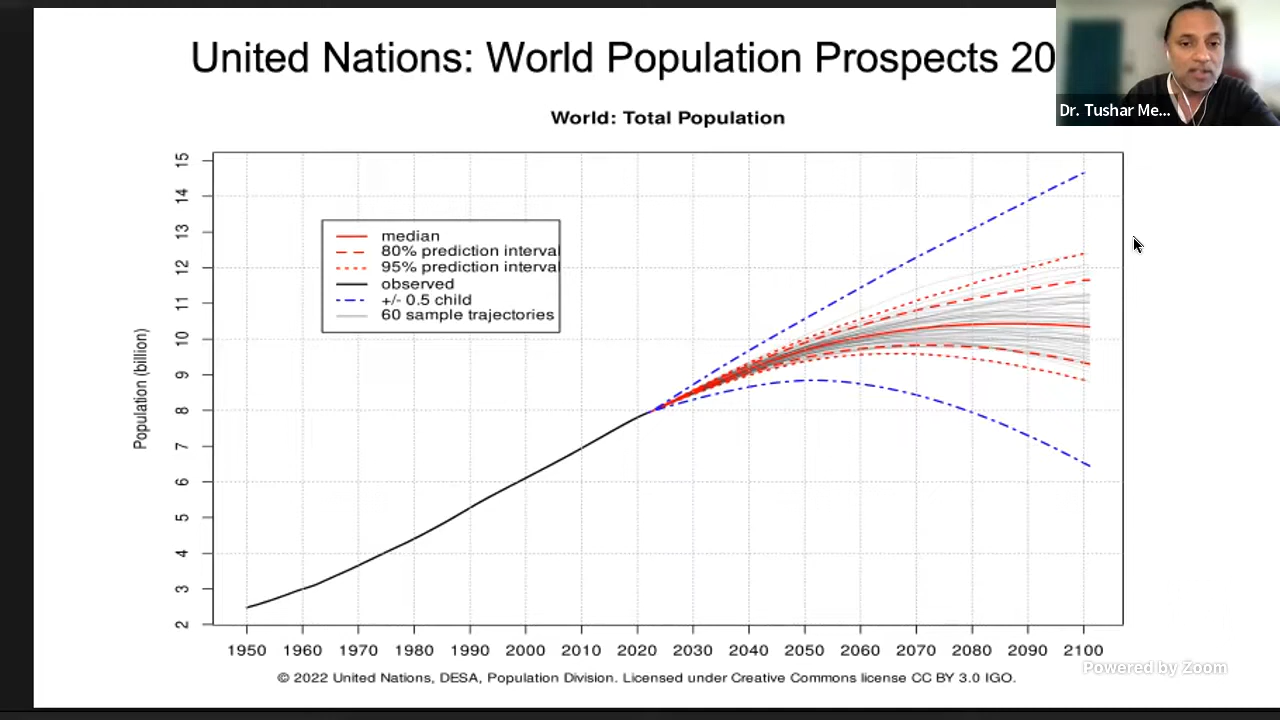 United Nations: World Population Prospects 20
Dr. Tushar Me...
World: Total Population
Population (billion)
15
14
13
12
11
10
9
8
7
6
5
4
3
2
median
80% prediction interval
95% prediction interval
observed
+/- 0.5 child
60 sample trajectories
1950 1960 1970 1980 1990 2000 2010 2020 2030 2040 2050 2060 2070 2080 2090 2100
Powered by Zoom
© 2022 United Nations, DESA, Population Division. Licensed under Creative Commons license CC BY 3.0 IGO.